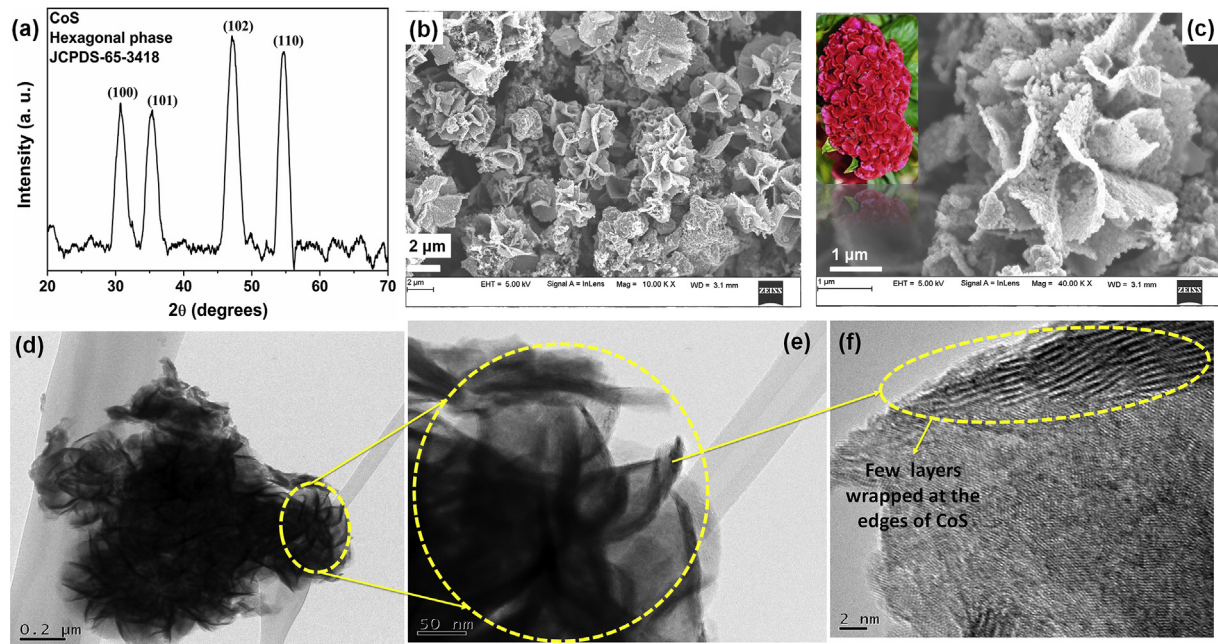 (a)
CoS
Hexagonal phase
JCPDS-65-3418
(100)
(101)
(102)
(110)
Intensity (a. u.)
20 30 40 50 60 70
2θ (degrees)
(b)
2 μm
2 μm EHT = 5.00 kV Signal A = InLens Mag = 10.00 K X WD = 3.1 mm ZEISS
(c)
1 μm
1 μm EHT = 5.00 kV Signal A = InLens Mag = 40.00 K X WD = 3.1 mm ZEISS
(d)
0.2 μm
(e)
50 nm
(f)
Few layers
wrapped at the
edges of CoS
2 nm